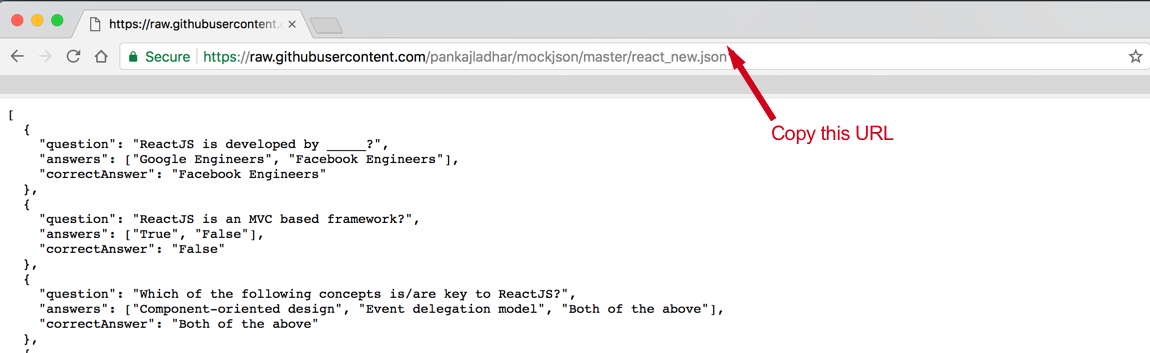 https://raw.githubusercontent.
Secure https://raw.githubusercontent.com/pankajladhar/mockjson/master/react_new.json
Copy this URL
[
{
"question": "ReactJS is developed by _____?",
"answers": ["Google Engineers", "Facebook Engineers"],
"correctAnswer": "Facebook Engineers"
},
{
"question": "ReactJS is an MVC based framework?",
"answers": ["True", "False"],
"correctAnswer": "False"
},
{
"question": "Which of the following concepts is/are key to ReactJS?",
"answers": ["Component-oriented design", "Event delegation model", "Both of the above"],
"correctAnswer": "Both of the above"
},